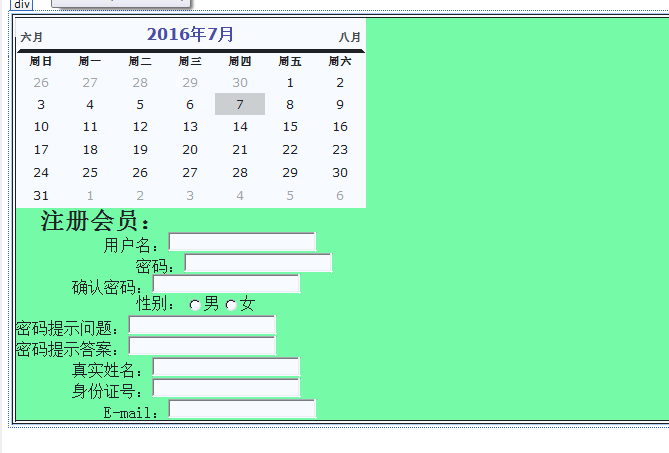 div
六月 2016年7月 八月
周日 周一 周二 周三 周四 周五 周六
26 27 28 29 30 1 2
3 4 5 6 7 8 9
10 11 12 13 14 15 16
17 18 19 20 21 22 23
24 25 26 27 28 29 30
31 1 2 3 4 5 6
注册会员：
用户名：
密码：
确认密码：
性别： 男 女
密码提示问题：
密码提示答案：
真实姓名：
身份证号：
E-mail：